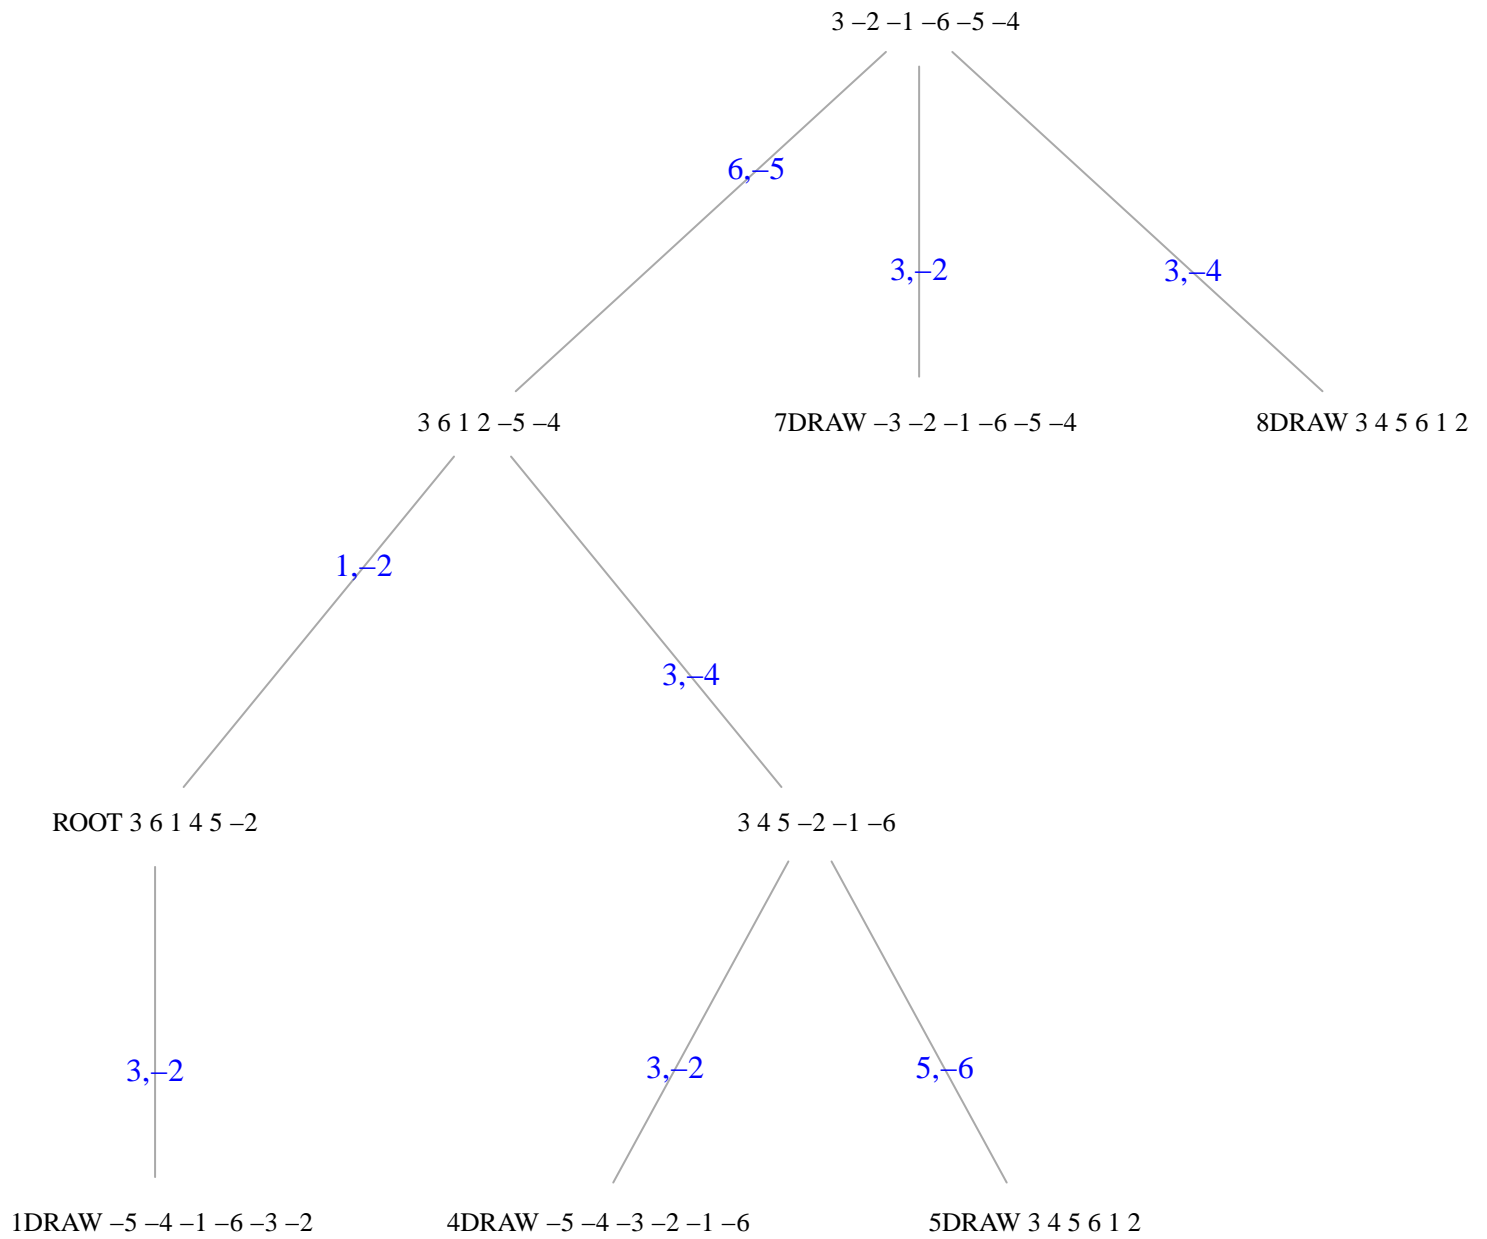 3 –2 –1 –6 –5 –4
6,–5
3,–2
3,–4
3 6 1 2 –5 –4
7DRAW –3 –2 –1 –6 –5 –4
8DRAW 3 4 5 6 1 2
1,–2
3,–4
ROOT 3 6 1 4 5 –2
3 4 5 –2 –1 –6
3,–2
3,–2
5,–6
1DRAW –5 –4 –1 –6 –3 –2
4DRAW –5 –4 –3 –2 –1 –6
5DRAW 3 4 5 6 1 2